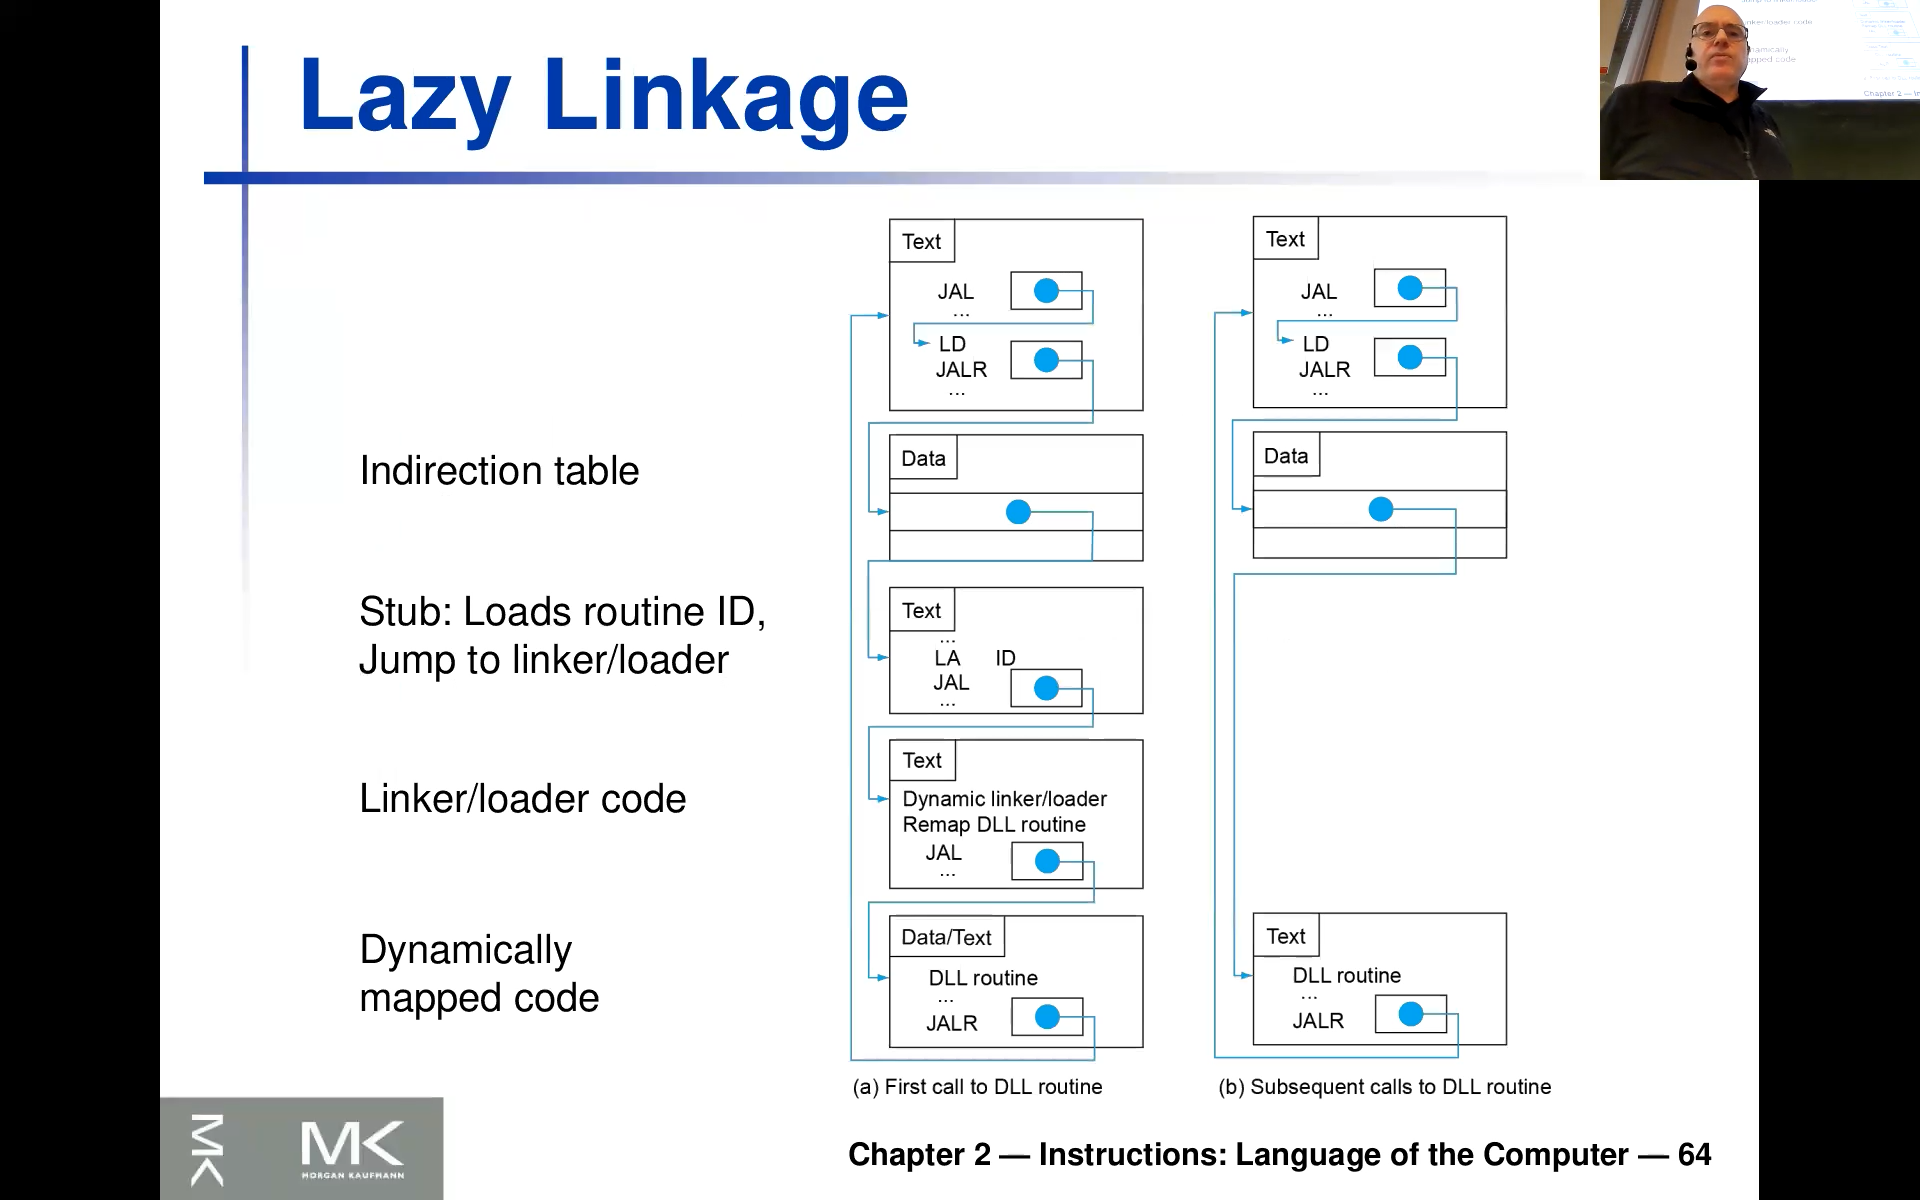 Lazy Linkage
Indirection table
Stub: Loads routine ID,
Jump to linker/loader
Linker/loader code
Dynamically
mapped code
Text
JAL
...
LD
JALR
...
Data
Text
...
LA ID
JAL
...
Text
Dynamic linker/loader
Remap DLL routine
JAL
...
Data/Text
DLL routine
...
JALR
(a) First call to DLL routine
Text
JAL
...
LD
JALR
...
Data
Text
DLL routine
...
JALR
(b) Subsequent calls to DLL routine
MK
MK
MORGAN KAUFMANN
Chapter 2 — Instructions: Language of the Computer — 64